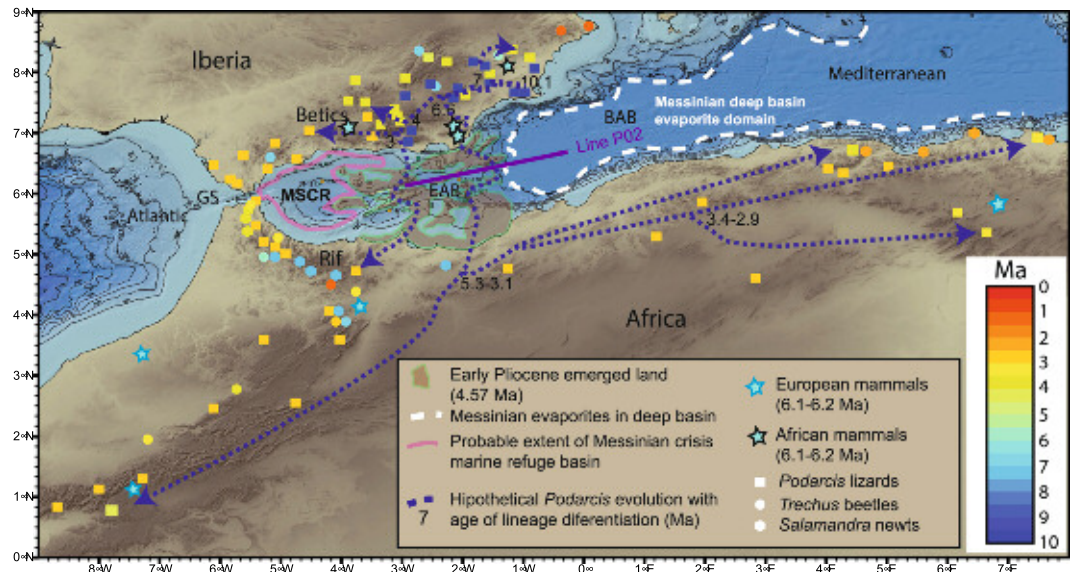 9°N
8°N
7°N
6°N
5°N
4°N
3°N
2°N
1°N
0°N
8°W
7°W
6°W
5°W
4°W
3°W
2°W
1°W
0°
1°E
2°E
3°E
4°E
5°E
6°E
7°E
Iberia
Mediterranean
7
10.1
Betics
6.5
4
3
BAB
Messinian deep basin
evaporite domain
Line P02
MSCR
EAB
GS
Atlantic
3.4-2.9
Rif
5.3-3.1
Africa
Ma
0
1
2
3
4
5
6
7
8
9
10
Early Pliocene emerged land
(4.57 Ma)
Messinian evaporites in deep basin
Probable extent of Messinian crisis
marine refuge basin
7
Hipothetical Podarcis evolution with
age of lineage diferentiation (Ma)
European mammals
(6.1-6.2 Ma)
African mammals
(6.1-6.2 Ma)
Podarcis lizards
Trechus beetles
Salamandra newts